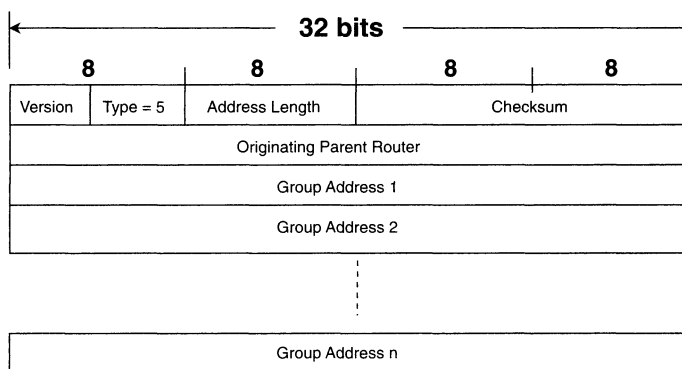 32 bits
8 8 8 8
Version Type = 5 Address Length Checksum
Originating Parent Router
Group Address 1
Group Address 2
Group Address n